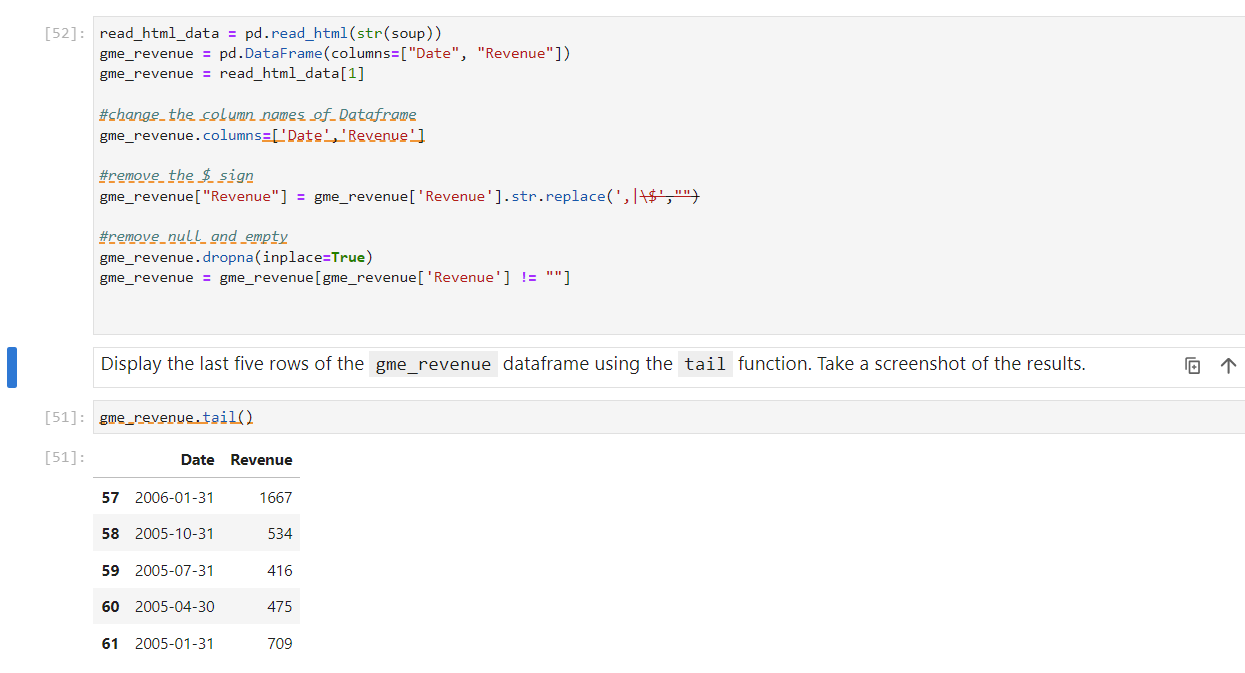 [52]: read_html_data = pd.read_html(str(soup))
gme_revenue = pd.DataFrame(columns=["Date", "Revenue"])
gme_revenue = read_html_data[1]
#change the column names of Dataframe
gme_revenue.columns=['Date','Revenue']
#remove the $ sign
gme_revenue["Revenue"] = gme_revenue['Revenue'].str.replace(',|\$',"")
#remove null and empty
gme_revenue.dropna(inplace=True)
gme_revenue = gme_revenue[gme_revenue['Revenue'] != ""]
Display the last five rows of the gme_revenue dataframe using the tail function. Take a screenshot of the results.
[51]: gme_revenue.tail()
[51]: Date Revenue
57 2006-01-31 1667
58 2005-10-31 534
59 2005-07-31 416
60 2005-04-30 475
61 2005-01-31 709